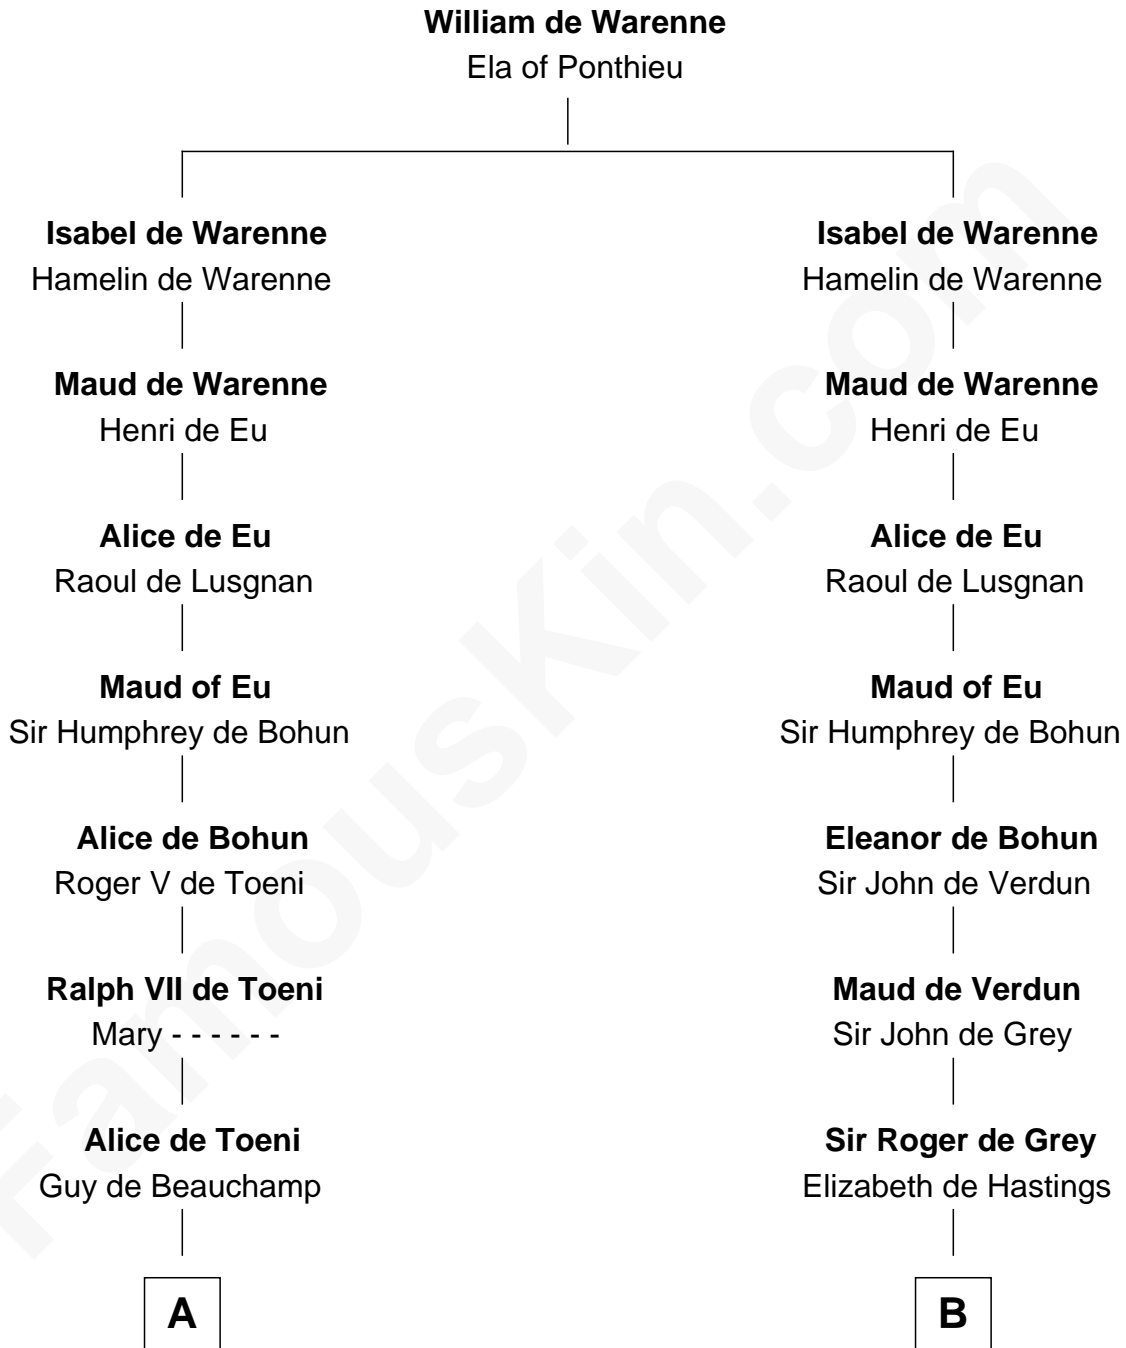 William de Warenne
Ela of Ponthieu
Isabel de Warenne
Hamelin de Warenne
Maud de Warenne
Henri de Eu
Alice de Eu
Raoul de Lusgnan
Maud of Eu
Sir Humphrey de Bohun
Alice de Bohun
Roger V de Toeni
Ralph VII de Toeni
Mary - - - - - -
Alice de Toeni
Guy de Beauchamp
A
Isabel de Warenne
Hamelin de Warenne
Maud de Warenne
Henri de Eu
Alice de Eu
Raoul de Lusgnan
Maud of Eu
Sir Humphrey de Bohun
Eleanor de Bohun
Sir John de Verdun
Maud de Verdun
Sir John de Grey
Sir Roger de Grey
Elizabeth de Hastings
B
FamousKin.com